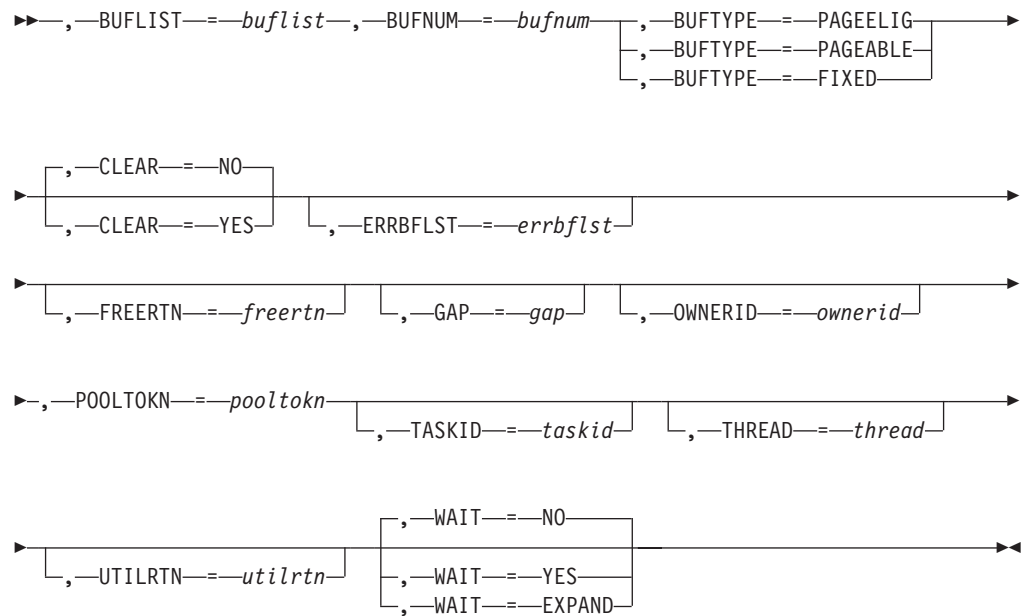 , BUFLIST = buflist , BUFNUM = bufnum , BUFTYPE = PAGEELIG
, BUFTYPE = PAGEABLE
, BUFTYPE = FIXED
, CLEAR = NO
, CLEAR = YES , ERRBFLST = errbflst
, FREERTN = freertn , GAP = gap , OWNERID = ownerid
, POOLTOKN = pooltokn
, TASKID = taskid , THREAD = thread
, WAIT = NO
, UTILRTN = utilrtn , WAIT = YES
, WAIT = EXPAND